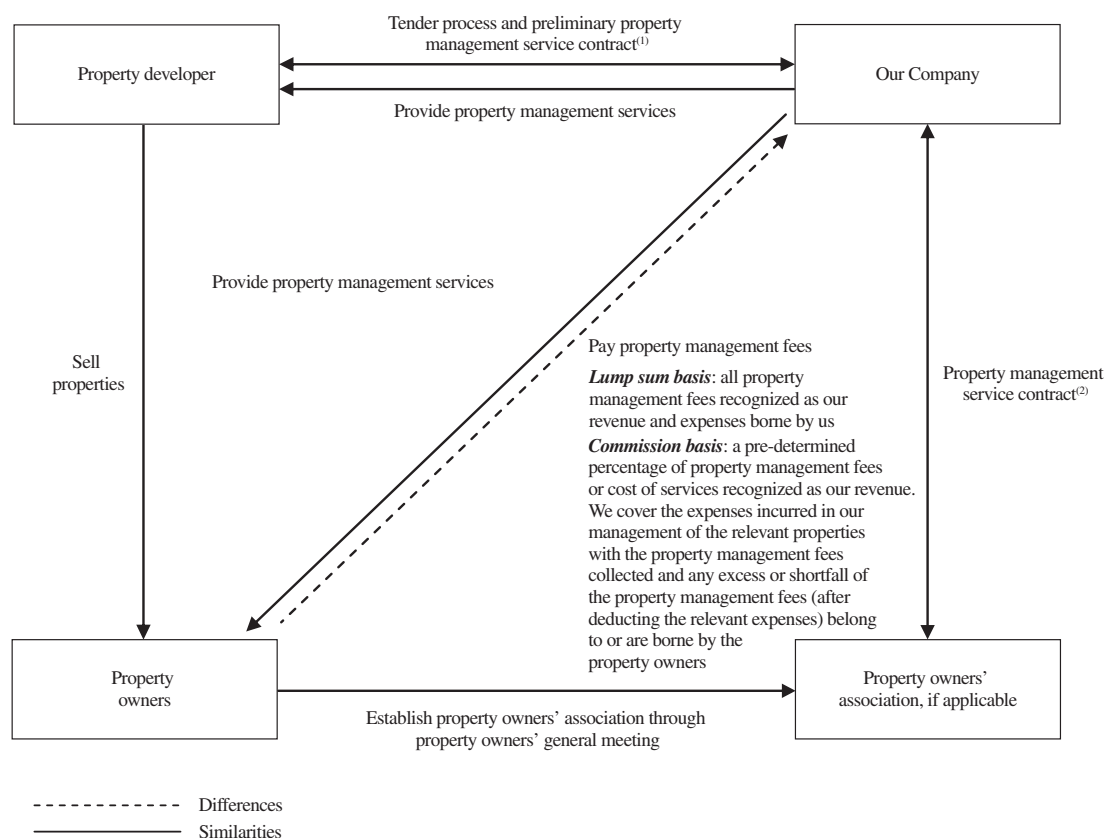 Tender process and preliminary property
management service contract(1)
Property developer
Our Company
Provide property management services
Provide property management services
Sell
properties
Pay property management fees
Lump sum basis: all property
management fees recognized as our
revenue and expenses borne by us
Commission basis: a pre-determined
percentage of property management fees
or cost of services recognized as our revenue.
We cover the expenses incurred in our
management of the relevant properties
with the property management fees
collected and any excess or shortfall of
the property management fees (after
deducting the relevant expenses) belong
to or are borne by the
property owners
Property management
service contract(2)
Property
owners
Property owners’
association, if applicable
Establish property owners’ association through
property owners’ general meeting
Differences
Similarities